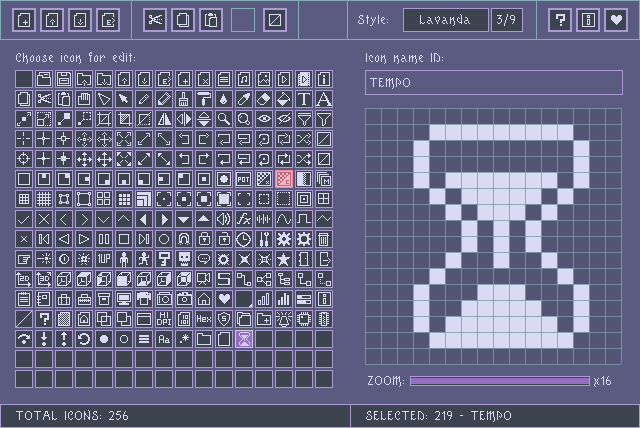 Style: Lavanda 3/9
Choose icon for edit:
Icon name ID:
TEMPO
ZOOM: x16
TOTAL ICONS: 256
SELECTED: 219 - TEMPO